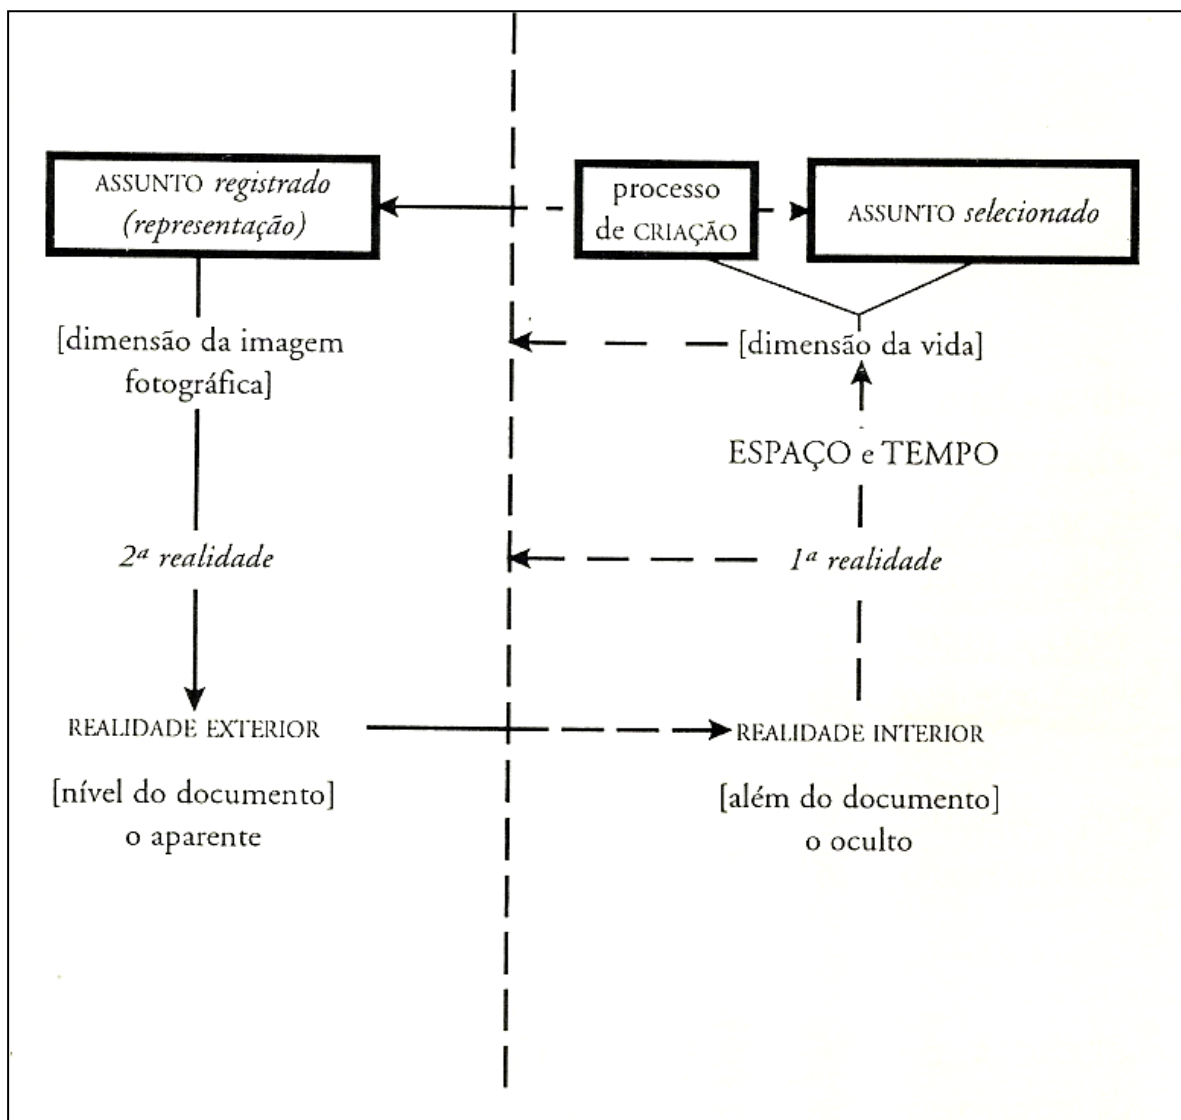 ASSUNTO registrado
(representação)
processo
de CRIAÇÃO
ASSUNTO selecionado
[dimensão da imagem
fotográfica]
[dimensão da vida]
ESPAÇO e TEMPO
2ª realidade
1ª realidade
REALIDADE EXTERIOR
REALIDADE INTERIOR
[nível do documento]
o aparente
[além do documento]
o oculto